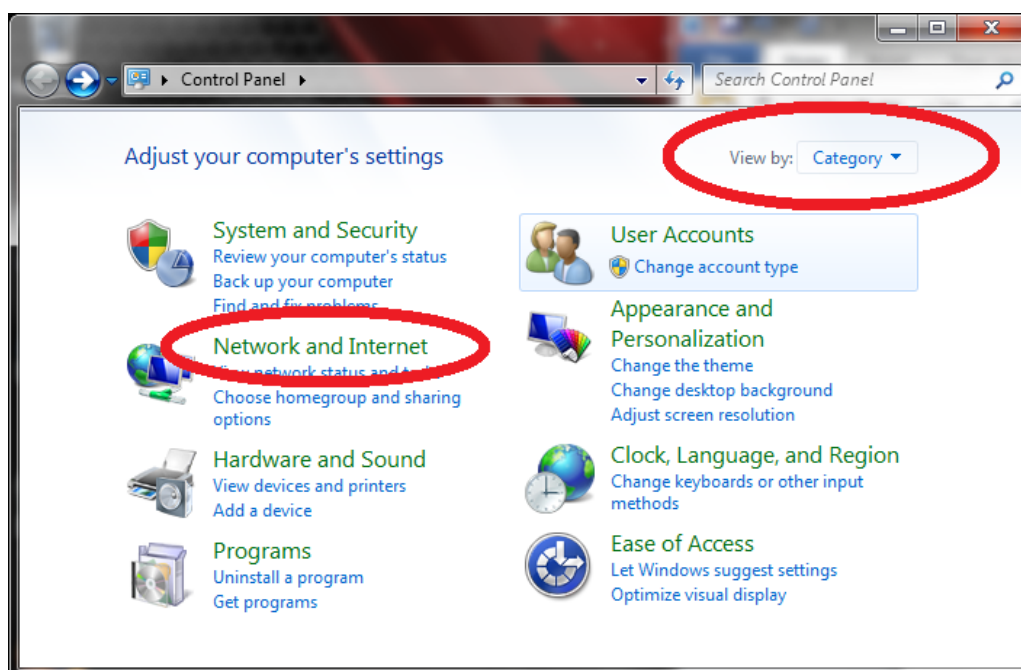 Control Panel
Search Control Panel
Adjust your computer's settings
View by: Category
System and Security
Review your computer's status
Back up your computer
Find and fix problems
Network and Internet
View network status and
Choose homegroup and sharing
options
Hardware and Sound
View devices and printers
Add a device
Programs
Uninstall a program
Get programs
User Accounts
Change account type
Appearance and
Personalization
Change the theme
Change desktop background
Adjust screen resolution
Clock, Language, and Region
Change keyboards or other input
methods
Ease of Access
Let Windows suggest settings
Optimize visual display